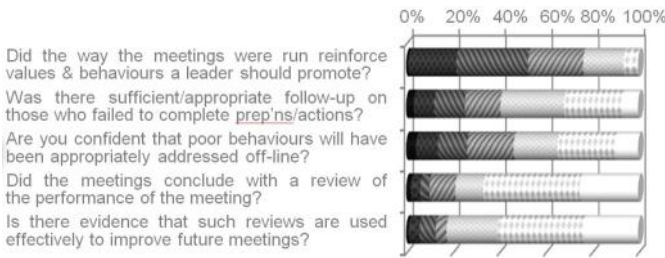 0% 20% 40% 60% 80% 100%
Did the way the meetings were run reinforce
values & behaviours a leader should promote?
Was there sufficient/appropriate follow-up on
those who failed to complete prep'ns/actions?
Are you confident that poor behaviours will have
been appropriately addressed off-line?
Did the meetings conclude with a review of
the performance of the meeting?
Is there evidence that such reviews are used
effectively to improve future meetings?